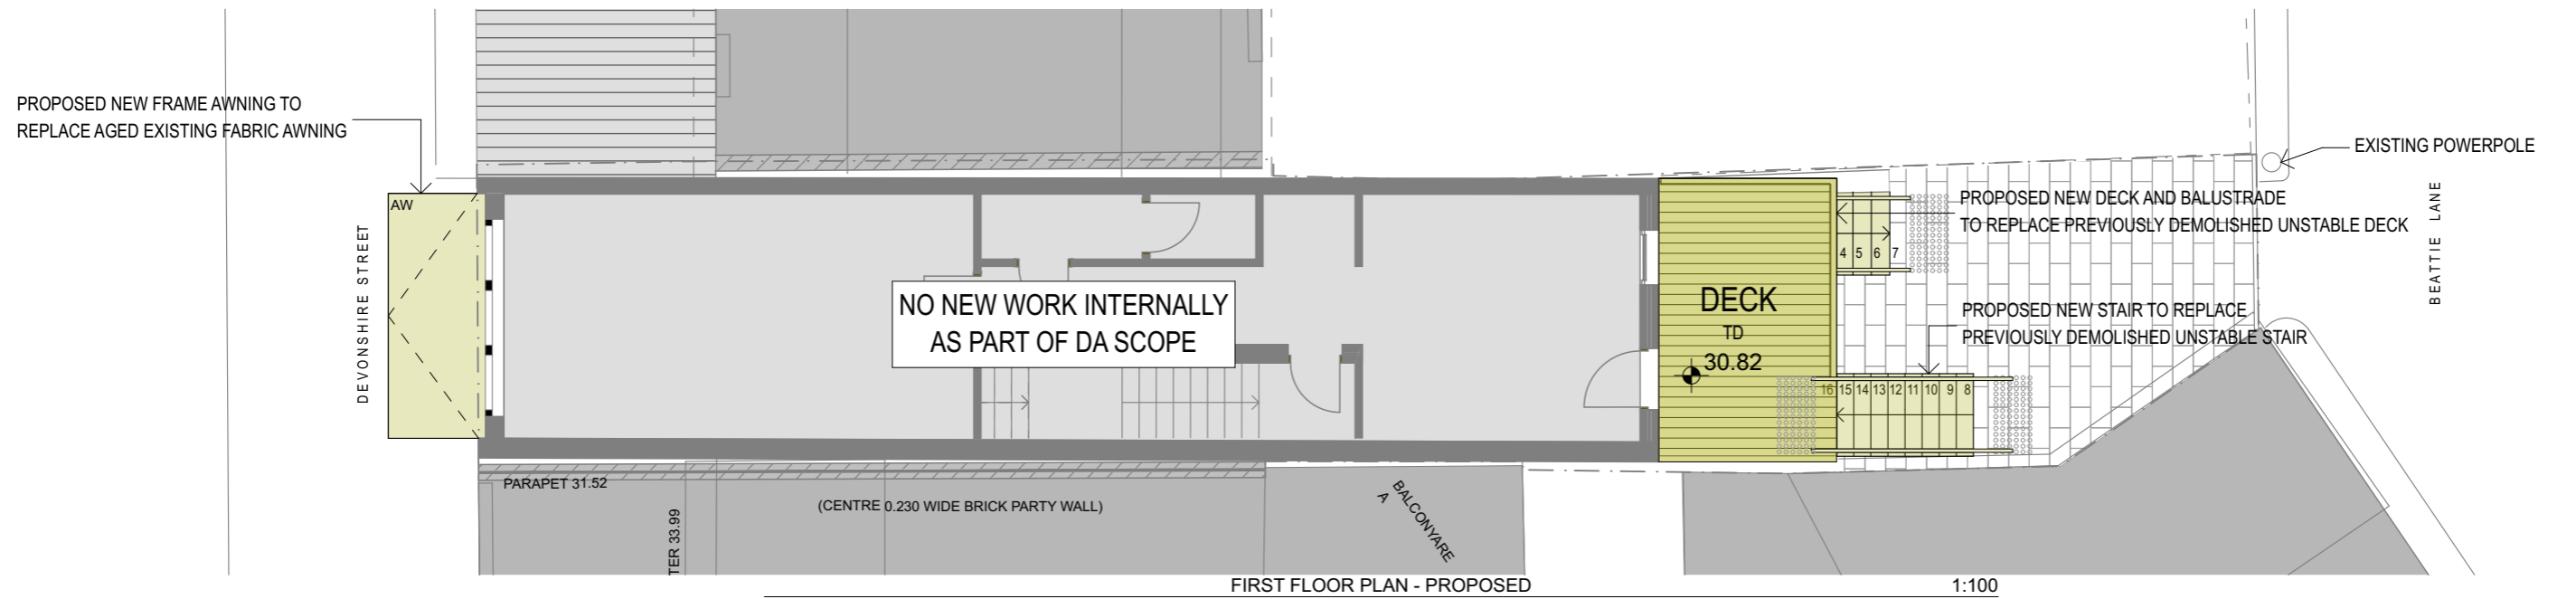 PROPOSED NEW FRAME AWNING TO
REPLACE AGED EXISTING FABRIC AWNING
AW
DEVONSHIRE STREET
NO NEW WORK INTERNALLY
AS PART OF DA SCOPE
DECK
TD
30.82
4 5 6 7
16 15 14 13 12 11 10 9 8
PROPOSED NEW DECK AND BALUSTRADE
TO REPLACE PREVIOUSLY DEMOLISHED UNSTABLE DECK
PROPOSED NEW STAIR TO REPLACE
PREVIOUSLY DEMOLISHED UNSTABLE STAIR
EXISTING POWERPOLE
BEATTIE LANE
PARAPET 31.52
TER 33.99
(CENTRE 0.230 WIDE BRICK PARTY WALL)
BALCONYARE
A
FIRST FLOOR PLAN - PROPOSED
1:100